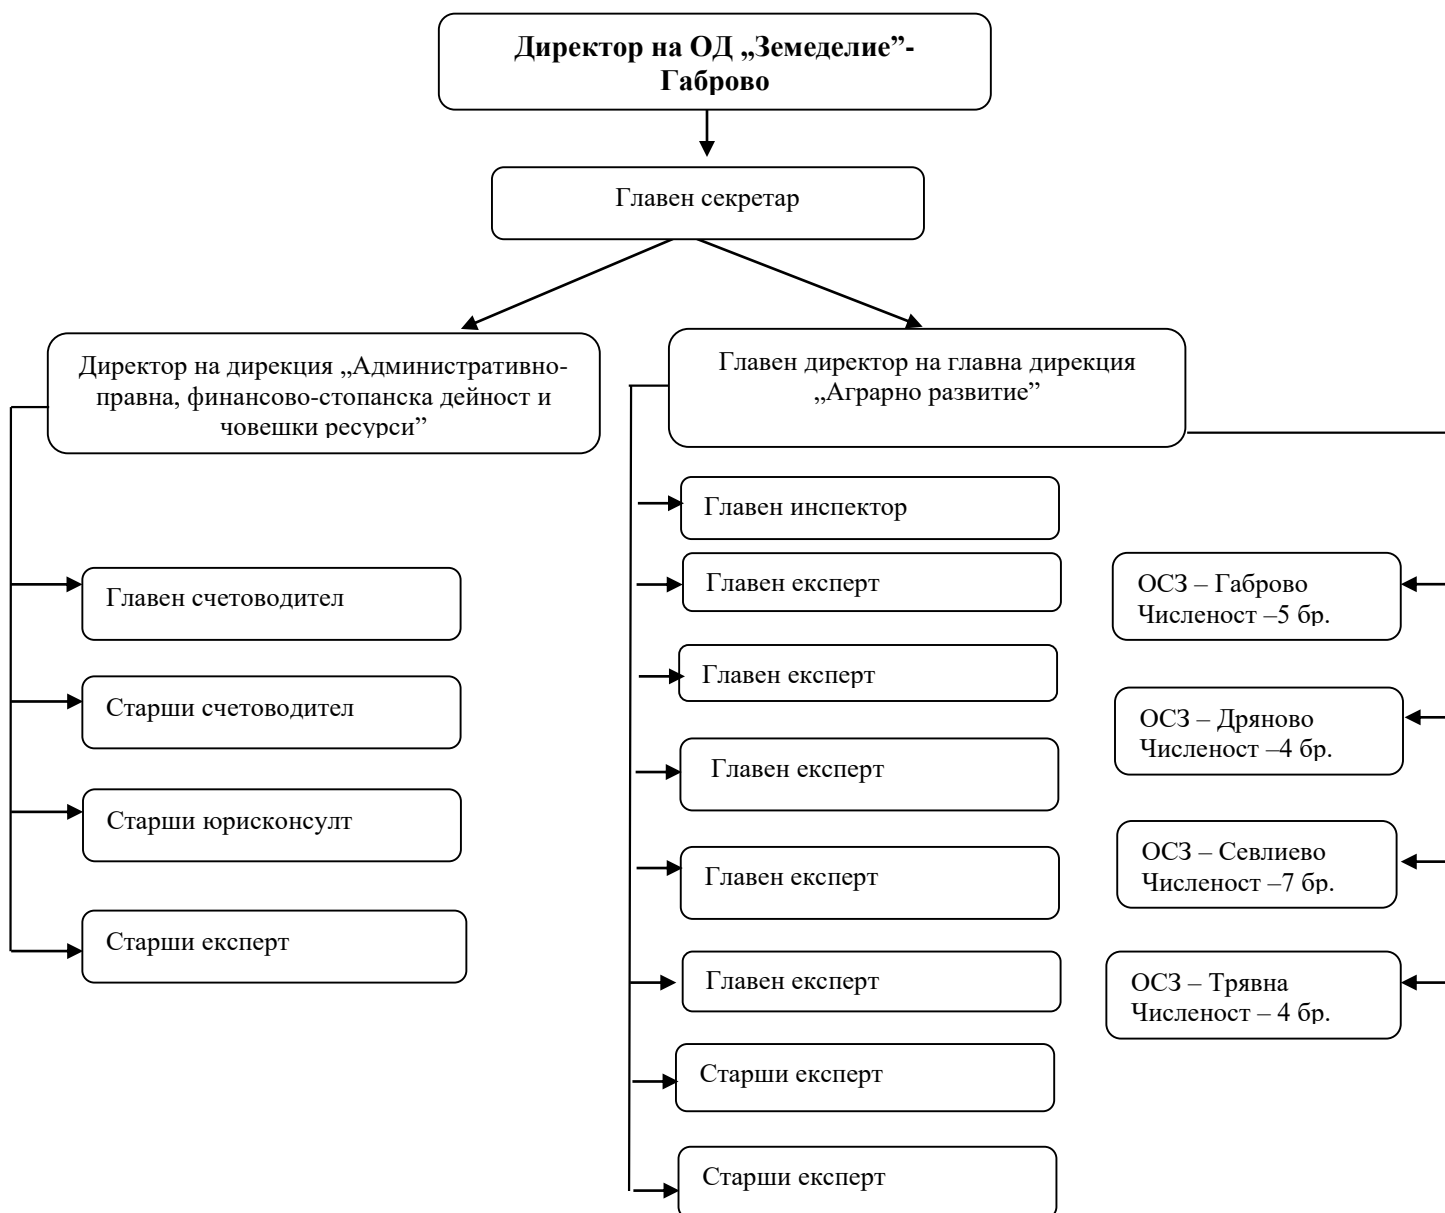 Директор на ОД „Земеделие”-
Габрово
Главен секретар
Директор на дирекция „Административно-
правна, финансово-стопанска дейност и
човешки ресурси”
Главен директор на главна дирекция
„Аграрно развитие”
Главен счетоводител
Старши счетоводител
Старши юрисконсулт
Старши експерт
Главен инспектор
Главен експерт
Главен експерт
Главен експерт
Главен експерт
Главен експерт
Старши експерт
Старши експерт
ОСЗ – Габрово
Численост –5 бр.
ОСЗ – Дряново
Численост –4 бр.
ОСЗ – Севлиево
Численост –7 бр.
ОСЗ – Трявна
Численост – 4 бр.